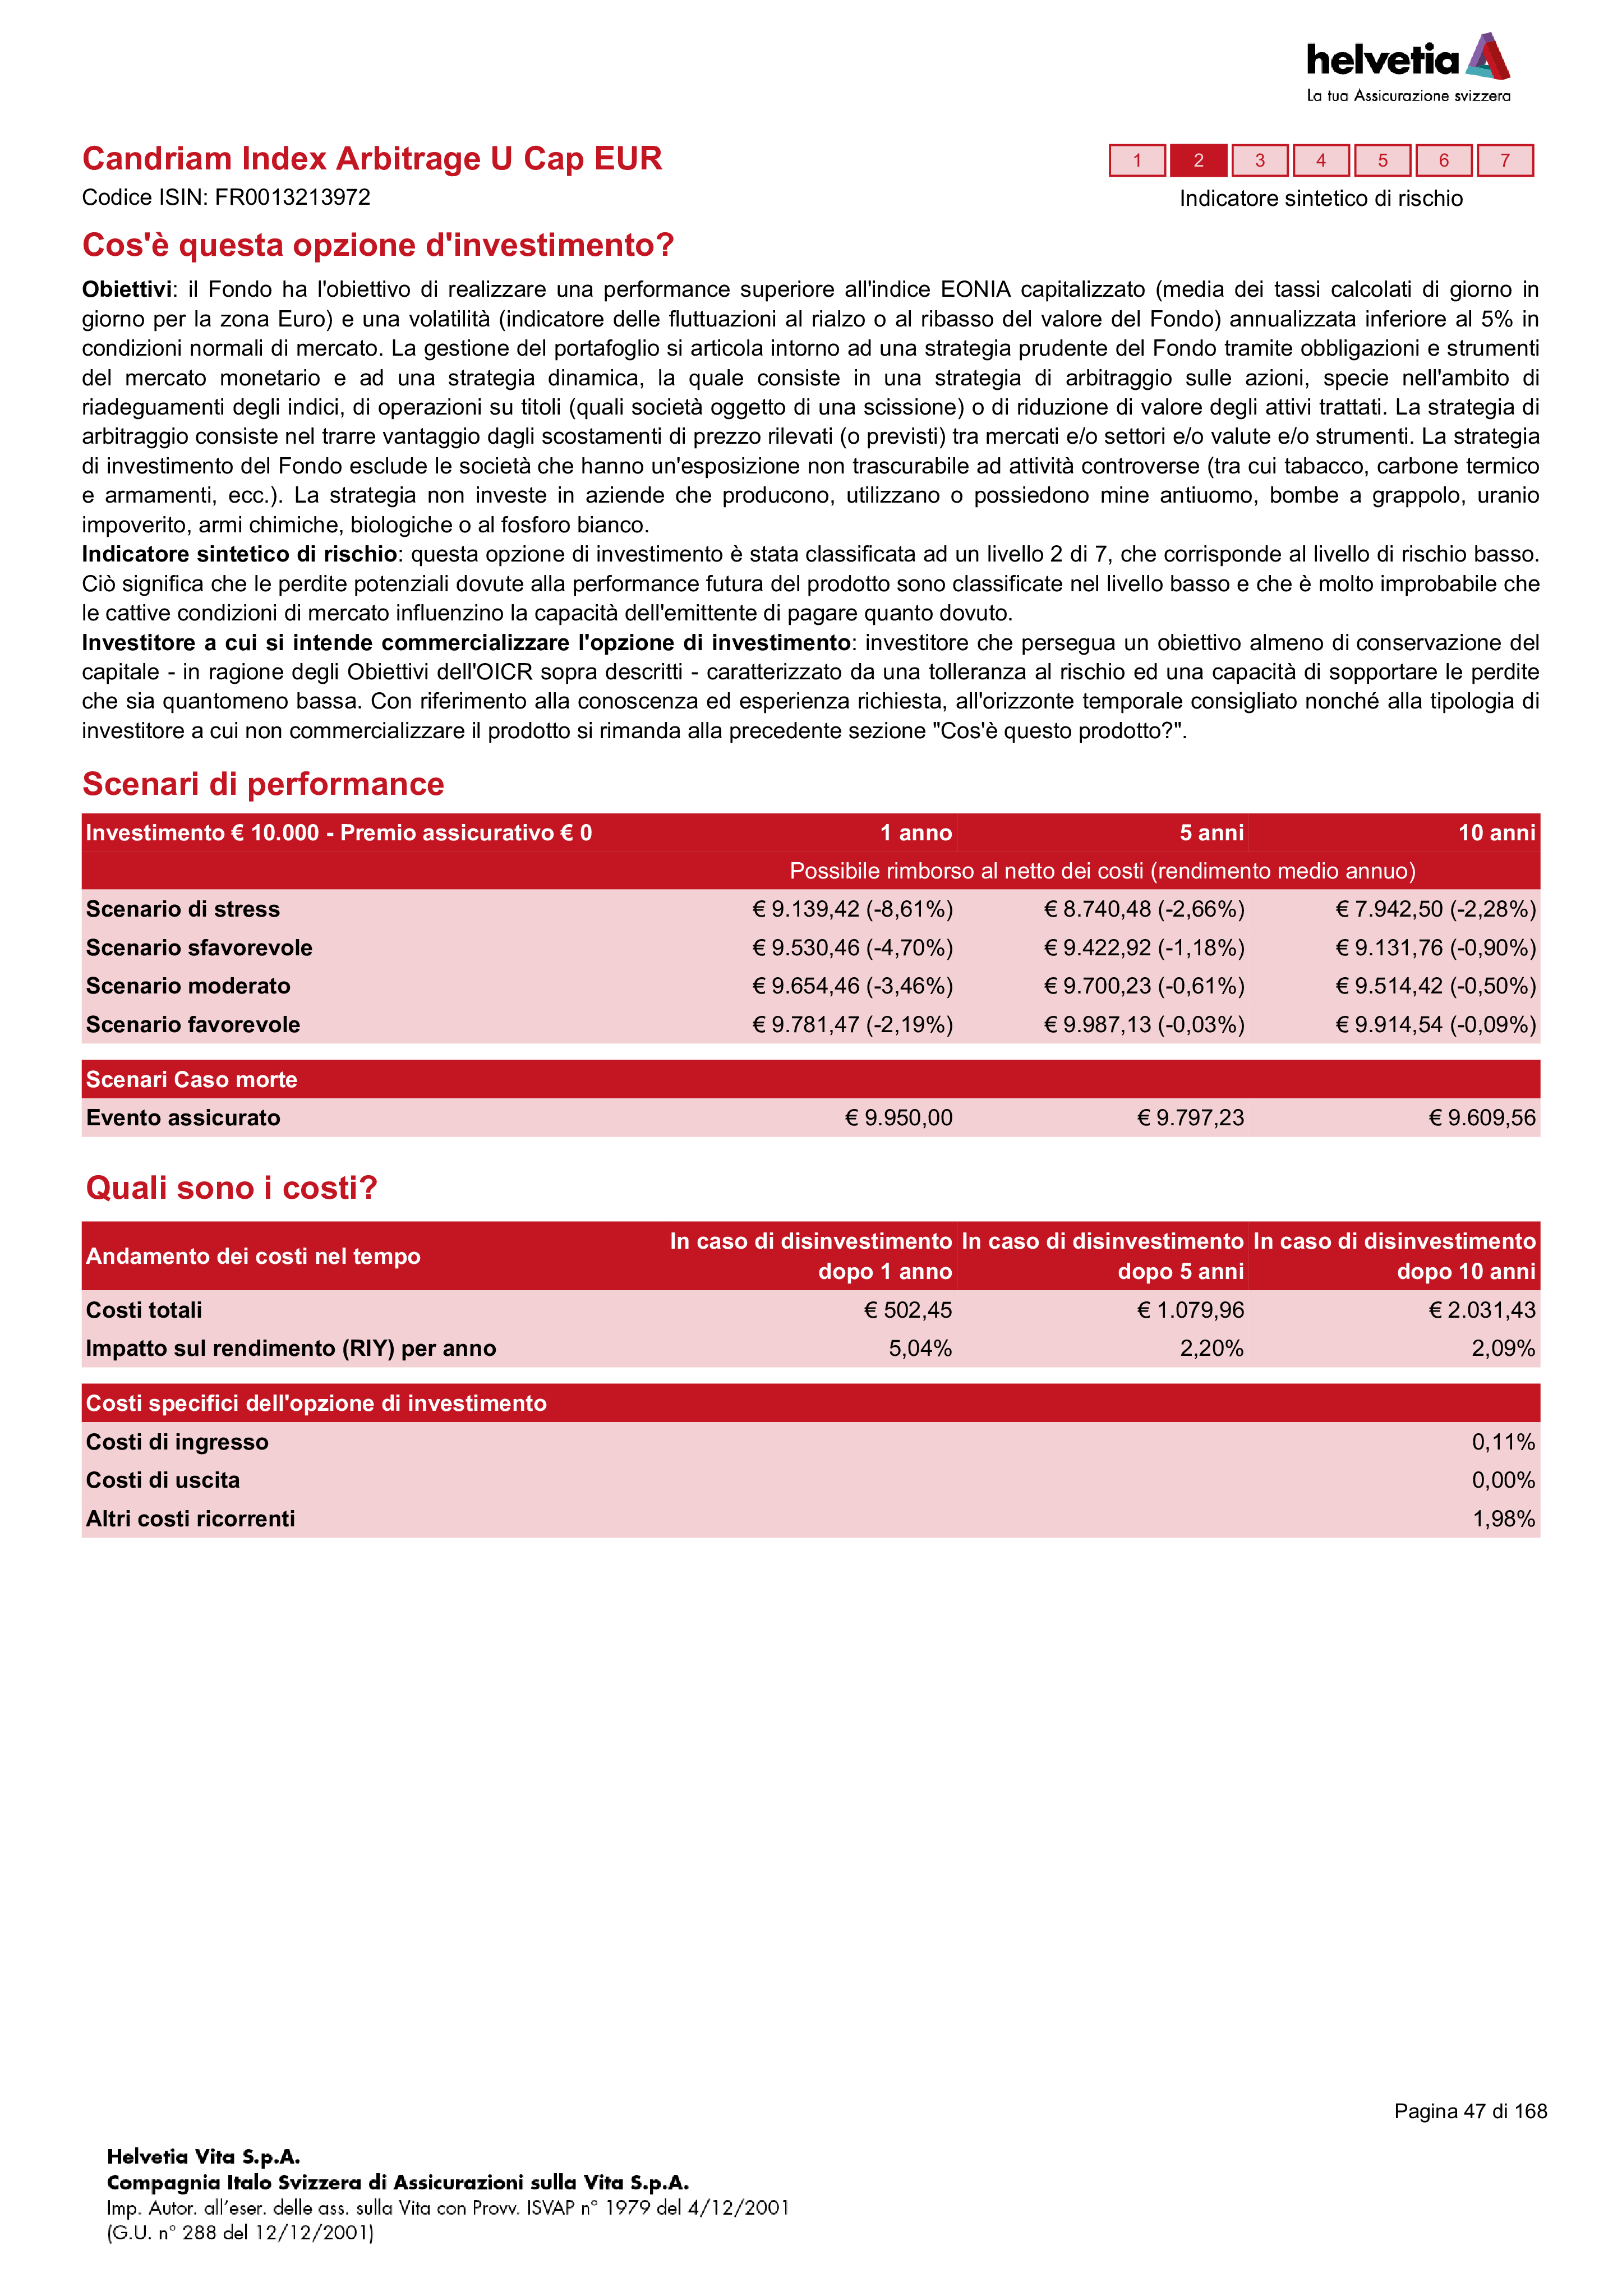 helvetia
La tua Assicurazione svizzera
Candriam Index Arbitrage U Cap EUR
1 2 3 4 5 6 7
Codice ISIN: FR0013213972
Indicatore sintetico di rischio
Cos'è questa opzione d'investimento?
Obiettivi: il Fondo ha l'obiettivo di realizzare una performance superiore all'indice EONIA capitalizzato (media dei tassi calcolati di giorno in
giorno per la zona Euro) e una volatilità (indicatore delle fluttuazioni al rialzo o al ribasso del valore del Fondo) annualizzata inferiore al 5% in
condizioni normali di mercato. La gestione del portafoglio si articola intorno ad una strategia prudente del Fondo tramite obbligazioni e strumenti
del mercato monetario e ad una strategia dinamica, la quale consiste in una strategia di arbitraggio sulle azioni, specie nell'ambito di
riadeguamenti degli indici, di operazioni su titoli (quali società oggetto di una scissione) o di riduzione di valore degli attivi trattati. La strategia di
arbitraggio consiste nel trarre vantaggio dagli scostamenti di prezzo rilevati (o previsti) tra mercati e/o settori e/o valute e/o strumenti. La strategia
di investimento del Fondo esclude le società che hanno un'esposizione non trascurabile ad attività controverse (tra cui tabacco, carbone termico
e armamenti, ecc.). La strategia non investe in aziende che producono, utilizzano o possiedono mine antiuomo, bombe a grappolo, uranio
impoverito, armi chimiche, biologiche o al fosforo bianco.
Indicatore sintetico di rischio: questa opzione di investimento è stata classificata ad un livello 2 di 7, che corrisponde al livello di rischio basso.
Ciò significa che le perdite potenziali dovute alla performance futura del prodotto sono classificate nel livello basso e che è molto improbabile che
le cattive condizioni di mercato influenzino la capacità dell'emittente di pagare quanto dovuto.
Investitore a cui si intende commercializzare l'opzione di investimento: investitore che persegua un obiettivo almeno di conservazione del
capitale - in ragione degli Obiettivi dell'OICR sopra descritti - caratterizzato da una tolleranza al rischio ed una capacità di sopportare le perdite
che sia quantomeno bassa. Con riferimento alla conoscenza ed esperienza richiesta, all'orizzonte temporale consigliato nonché alla tipologia di
investitore a cui non commercializzare il prodotto si rimanda alla precedente sezione "Cos'è questo prodotto?".
Scenari di performance
Investimento € 10.000 - Premio assicurativo € 0 1 anno 5 anni 10 anni
Possibile rimborso al netto dei costi (rendimento medio annuo)
Scenario di stress € 9.139,42 (-8,61%) € 8.740,48 (-2,66%) € 7.942,50 (-2,28%)
Scenario sfavorevole € 9.530,46 (-4,70%) € 9.422,92 (-1,18%) € 9.131,76 (-0,90%)
Scenario moderato € 9.654,46 (-3,46%) € 9.700,23 (-0,61%) € 9.514,42 (-0,50%)
Scenario favorevole € 9.781,47 (-2,19%) € 9.987,13 (-0,03%) € 9.914,54 (-0,09%)
Scenari Caso morte
Evento assicurato € 9.950,00 € 9.797,23 € 9.609,56
Quali sono i costi?
Andamento dei costi nel tempo
In caso di disinvestimento In caso di disinvestimento In caso di disinvestimento
dopo 1 anno dopo 5 anni dopo 10 anni
Costi totali € 502,45 € 1.079,96 € 2.031,43
Impatto sul rendimento (RIY) per anno 5,04% 2,20% 2,09%
Costi specifici dell'opzione di investimento
Costi di ingresso 0,11%
Costi di uscita 0,00%
Altri costi ricorrenti 1,98%
Pagina 47 di 168
Helvetia Vita S.p.A.
Compagnia Italo Svizzera di Assicurazioni sulla Vita S.p.A.
Imp. Autor. all'eser. delle ass. sulla Vita con Provv. ISVAP n° 1979 del 4/12/2001
(G.U. n° 288 del 12/12/2001)